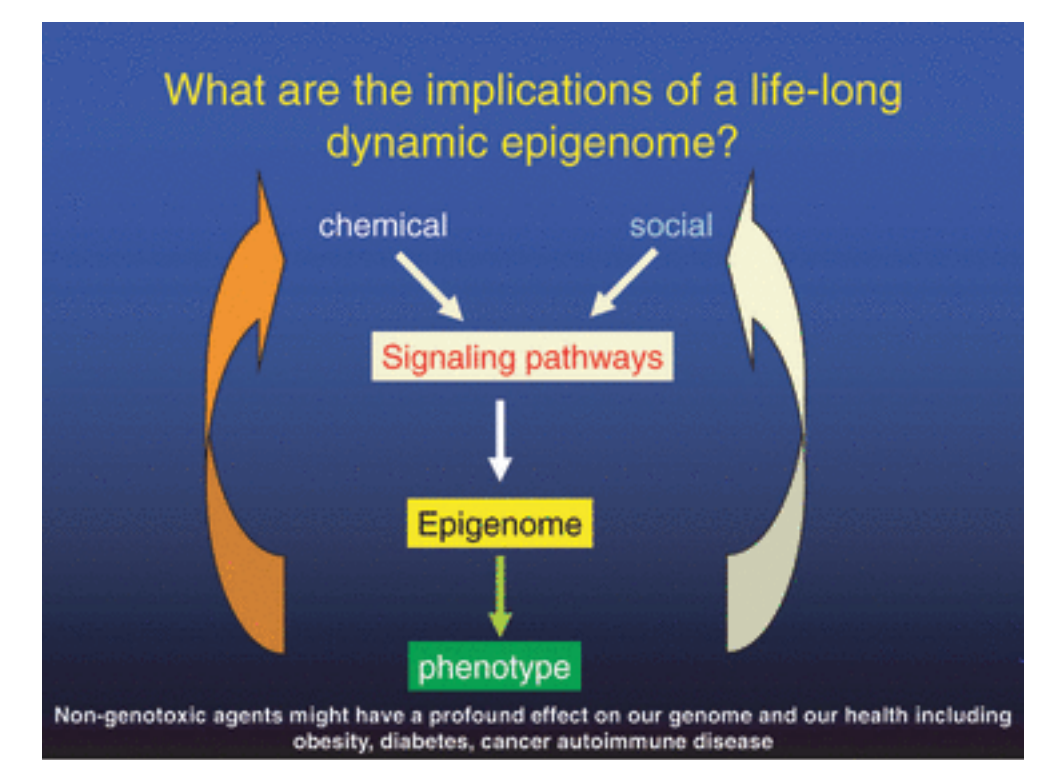 What are the implications of a life-long
dynamic epigenome?
chemical
social
Signaling pathways
Epigenome
phenotype
Non-genotoxic agents might have a profound effect on our genome and our health including
obesity, diabetes, cancer autoimmune disease